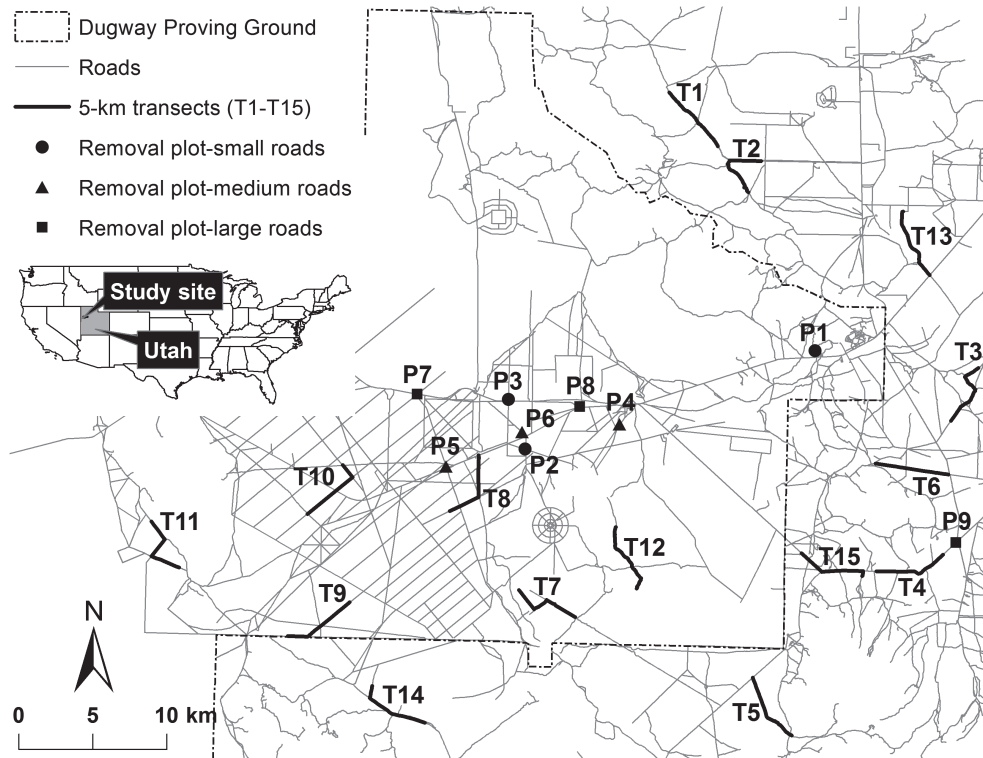 Dugway Proving Ground
Roads
5-km transects (T1-T15)
Removal plot-small roads
Removal plot-medium roads
Removal plot-large roads
Study site
Utah
T1
T2
T13
P1
T3
P7
P3
P8
P4
P6
P5
P2
T10
T8
T6
T11
P9
T12
T15
T4
T9
T7
N
T14
T5
0 5 10 km